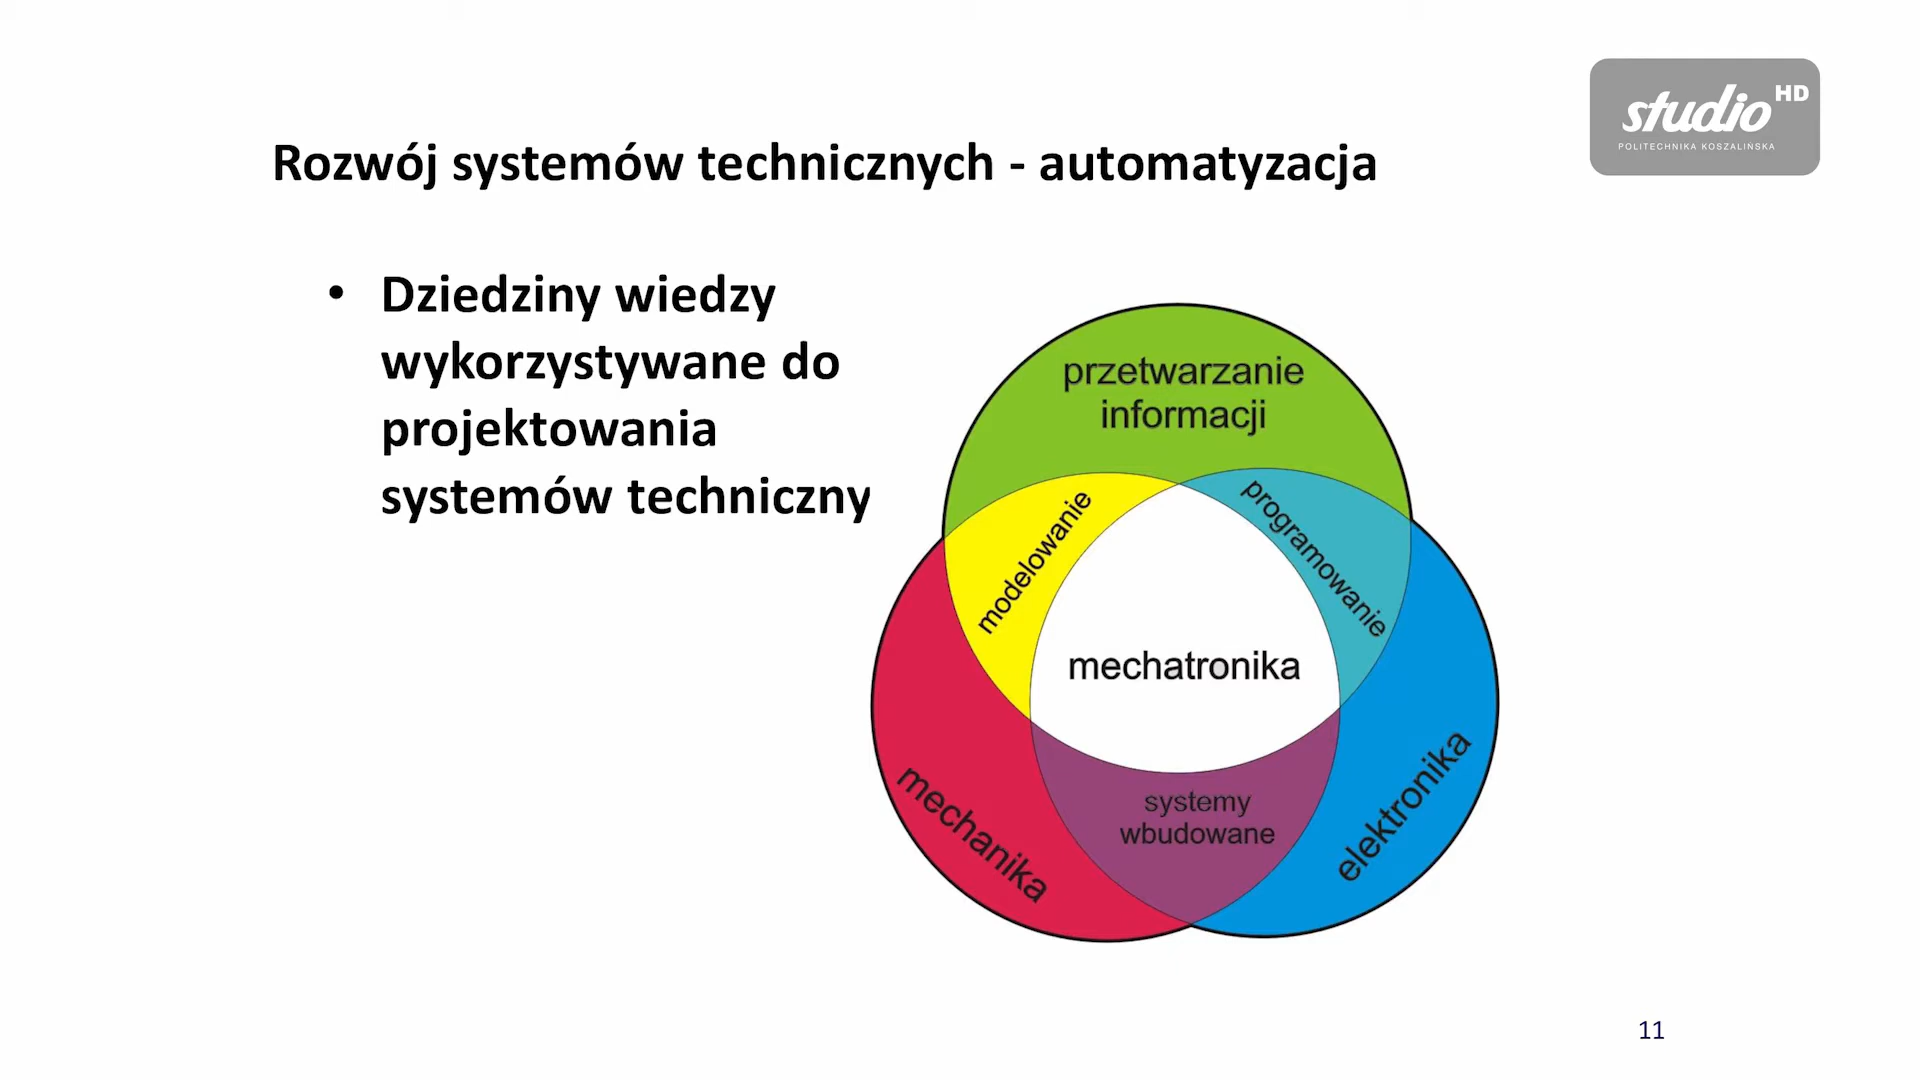 studio HD
POLITECHNIKA KOSZALIŃSKA
Rozwój systemów technicznych - automatyzacja
• Dziedziny wiedzy
wykorzystywane do
projektowania
systemów techniczny
przetwarzanie
informacji
modelowanie
programowanie
mechatronika
mechanika
systemy
wbudowane
elektronika
11